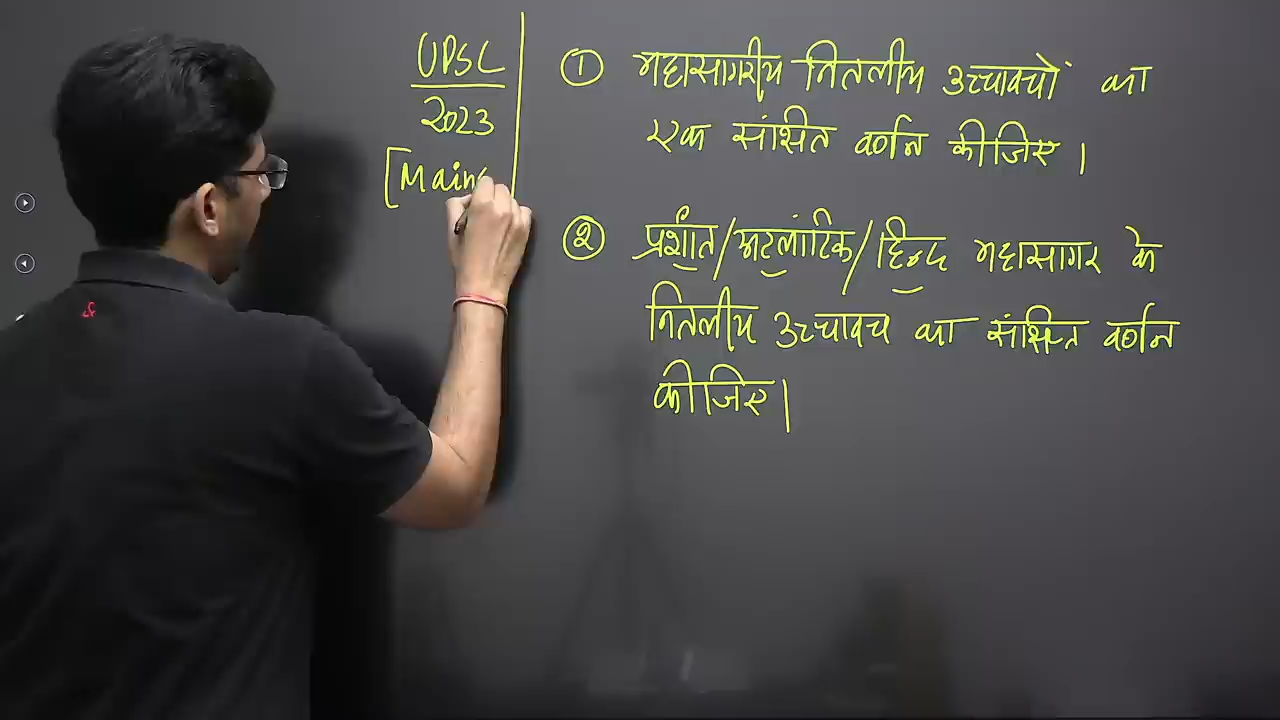 UPSC
2023
[Mains
① महासागरीय नितलीय उच्चावचों का
एक संक्षिप्त वर्णन कीजिए।
② प्रशांत/अटलांटिक/हिन्द महासागर के
नितलीय उच्चावच का संक्षिप्त वर्णन
कीजिए।